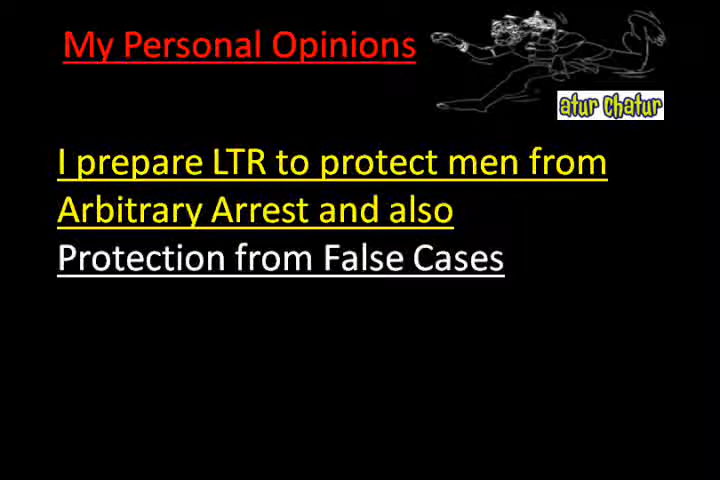 My Personal Opinions
atur chatur
I prepare LTR to protect men from
Arbitrary Arrest and also
Protection from False Cases